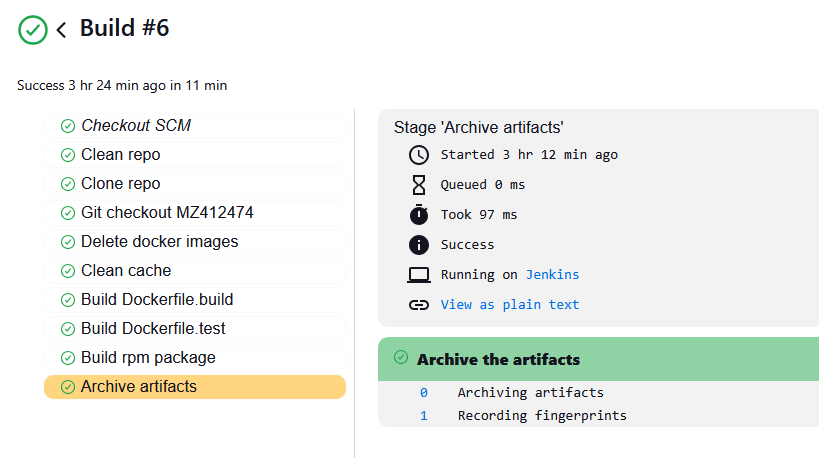 Build #6
Success 3 hr 24 min ago in 11 min
Checkout SCM
Clean repo
Clone repo
Git checkout MZ412474
Delete docker images
Clean cache
Build Dockerfile.build
Build Dockerfile.test
Build rpm package
Archive artifacts
Stage 'Archive artifacts'
Started 3 hr 12 min ago
Queued 0 ms
Took 97 ms
Success
Running on Jenkins
View as plain text
Archive the artifacts
0 Archiving artifacts
1 Recording fingerprints